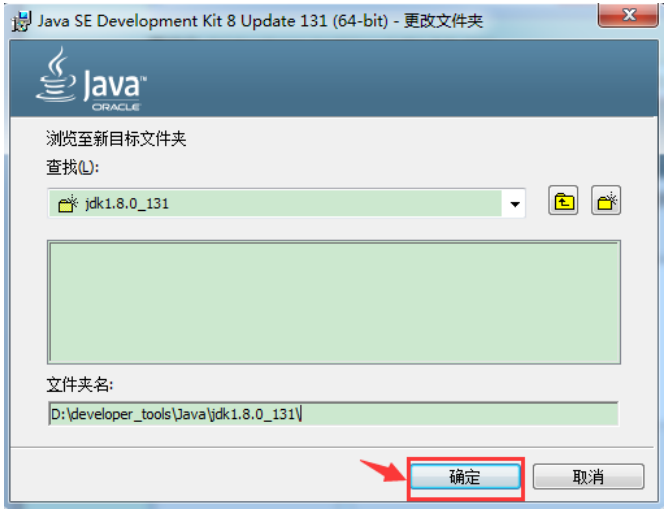 Java SE Development Kit 8 Update 131 (64-bit) - 更改文件夹
Java™
ORACLE
浏览至新目标文件夹
查找(L):
jdk1.8.0_131
文件夹名:
D:\developer_tools\Java\jdk1.8.0_131\
确定
取消